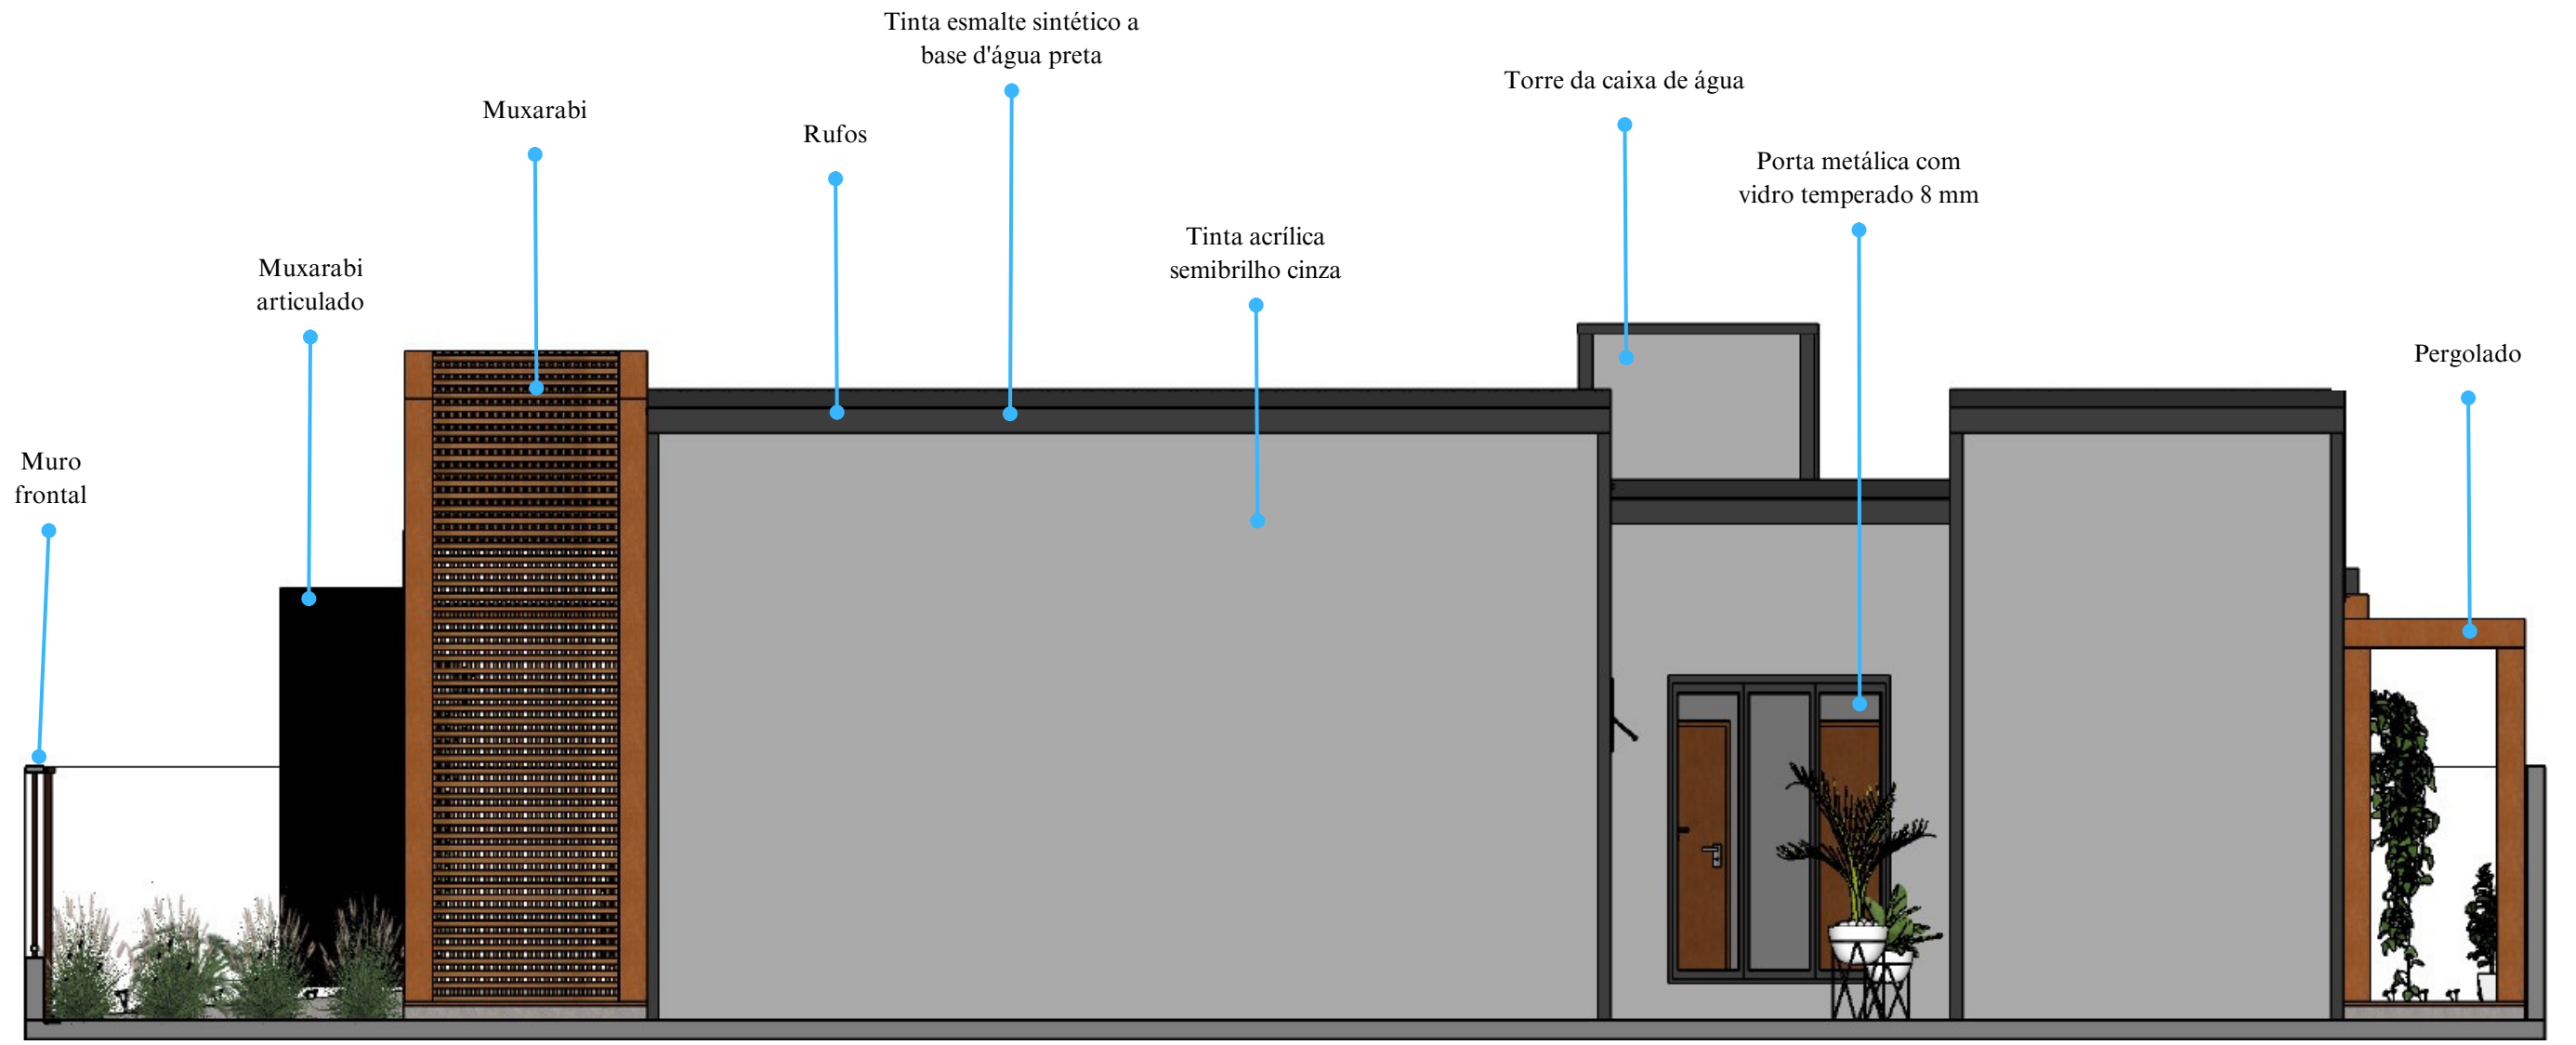 Tinta esmalte sintético a
base d'água preta
Torre da caixa de água
Muxarabi
Rufos
Porta metálica com
vidro temperado 8 mm
Tinta acrílica
semibrilho cinza
Muxarabi
articulado
Pergolado
Muro
frontal